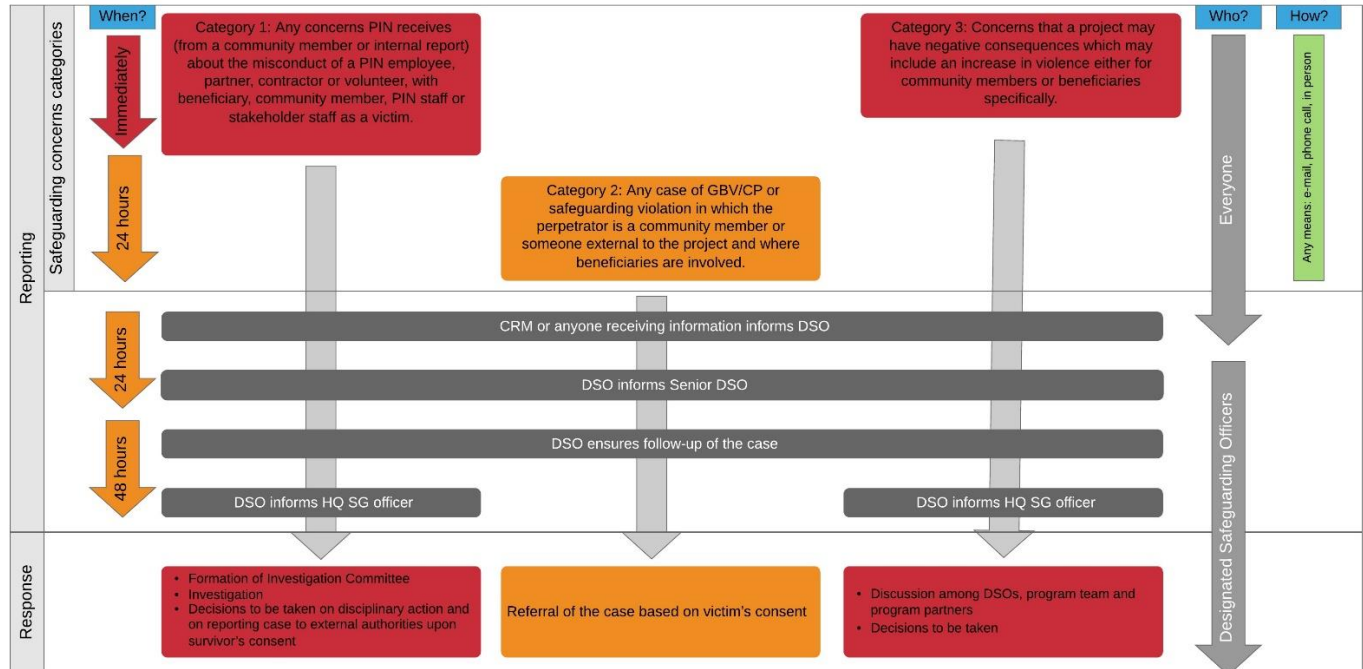 When?
Who?
How?
Reporting
Safeguarding concerns categories
Immediately
24 hours
Category 1: Any concerns PIN receives
(from a community member or internal report)
about the misconduct of a PIN employee,
partner, contractor or volunteer, with
beneficiary, community member, PIN staff or
stakeholder staff as a victim.
Category 2: Any case of GBV/CP or
safeguarding violation in which the
perpetrator is a community member or
someone external to the project and where
beneficiaries are involved.
Category 3: Concerns that a project may
have negative consequences which may
include an increase in violence either for
community members or beneficiaries
specifically.
Everyone
Any means: e-mail, phone call, in person
24 hours
CRM or anyone receiving information informs DSO
DSO informs Senior DSO
48 hours
DSO ensures follow-up of the case
DSO informs HQ SG officer
DSO informs HQ SG officer
Designated Safeguarding Officers
Response
• Formation of Investigation Committee
• Investigation
• Decisions to be taken on disciplinary action and
on reporting case to external authorities upon
survivor's consent
Referral of the case based on victim's consent
• Discussion among DSOs, program team and
program partners
• Decisions to be taken